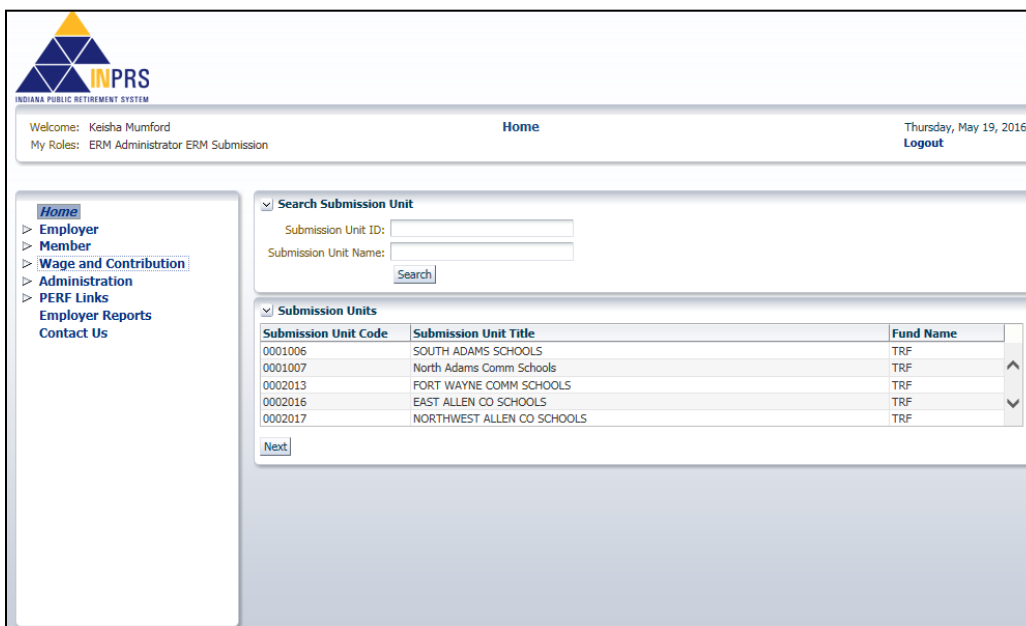 INPRS
INDIANA PUBLIC RETIREMENT SYSTEM
Welcome: Keisha Mumford Home Thursday, May 19, 2016
My Roles: ERM Administrator ERM Submission Logout
Home
Employer
Member
Wage and Contribution
Administration
PERF Links
Employer Reports
Contact Us
Search Submission Unit
Submission Unit ID:
Submission Unit Name:
Search
Submission Units
Submission Unit Code Submission Unit Title Fund Name
0001006 SOUTH ADAMS SCHOOLS TRF
0001007 North Adams Comm Schools TRF
0002013 FORT WAYNE COMM SCHOOLS TRF
0002016 EAST ALLEN CO SCHOOLS TRF
0002017 NORTHWEST ALLEN CO SCHOOLS TRF
Next